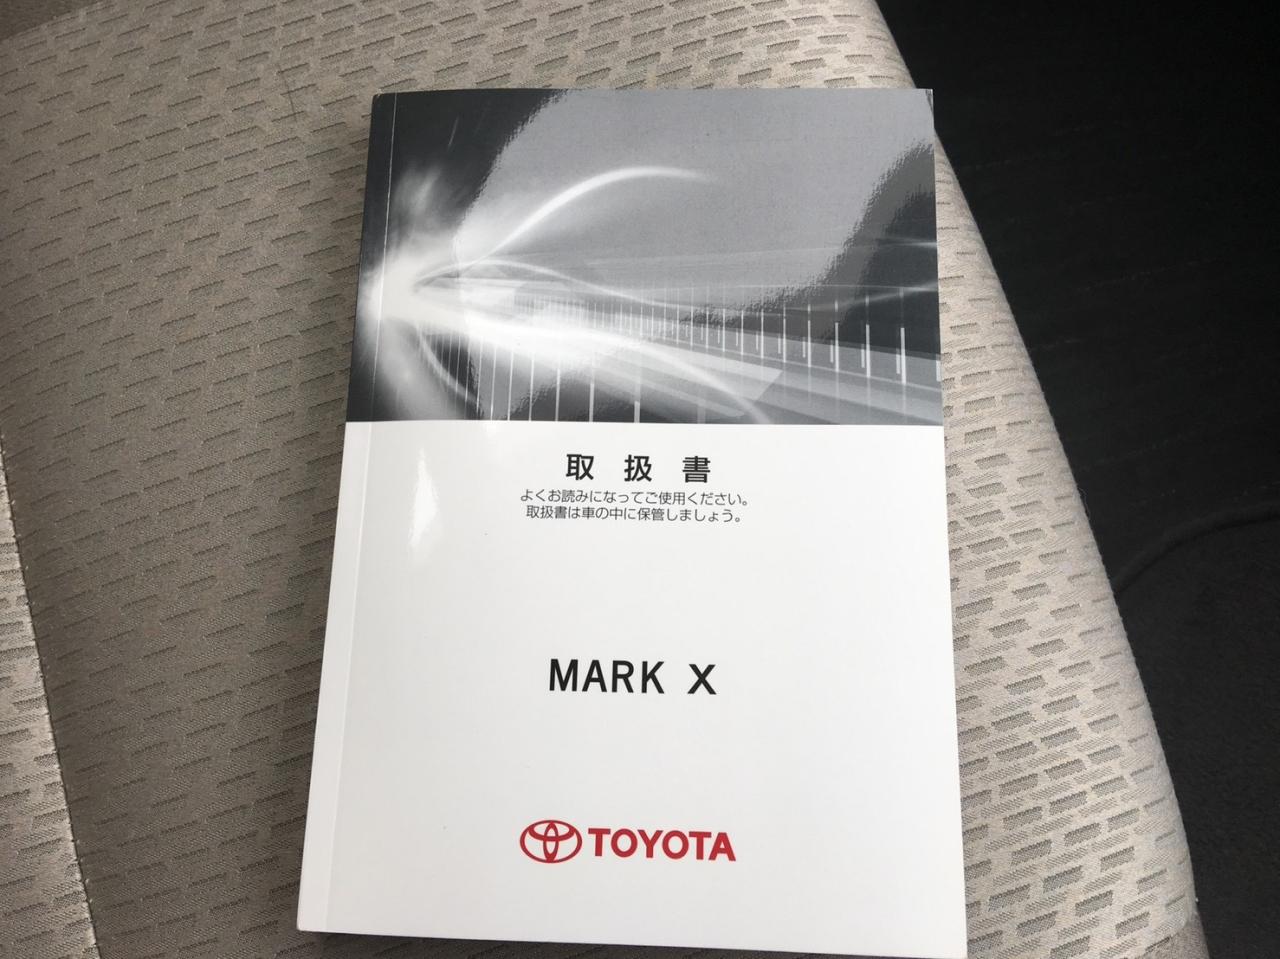 取扱書
よくお読みになってご使用ください。
取扱書は車の中に保管しましょう。
MARK X
TOYOTA